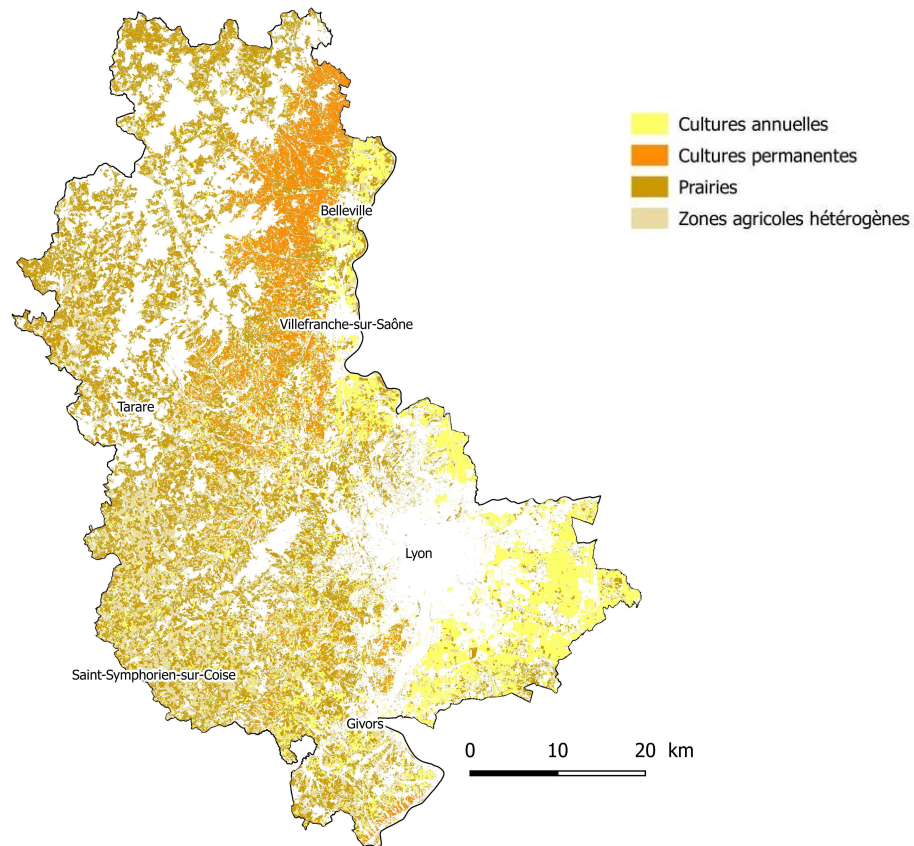 Cultures annuelles
Cultures permanentes
Prairies
Zones agricoles hétérogènes
Belleville
Villefranche-sur-Saône
Tarare
Lyon
Saint-Symphorien-sur-Coise
Givors
0 10 20 km